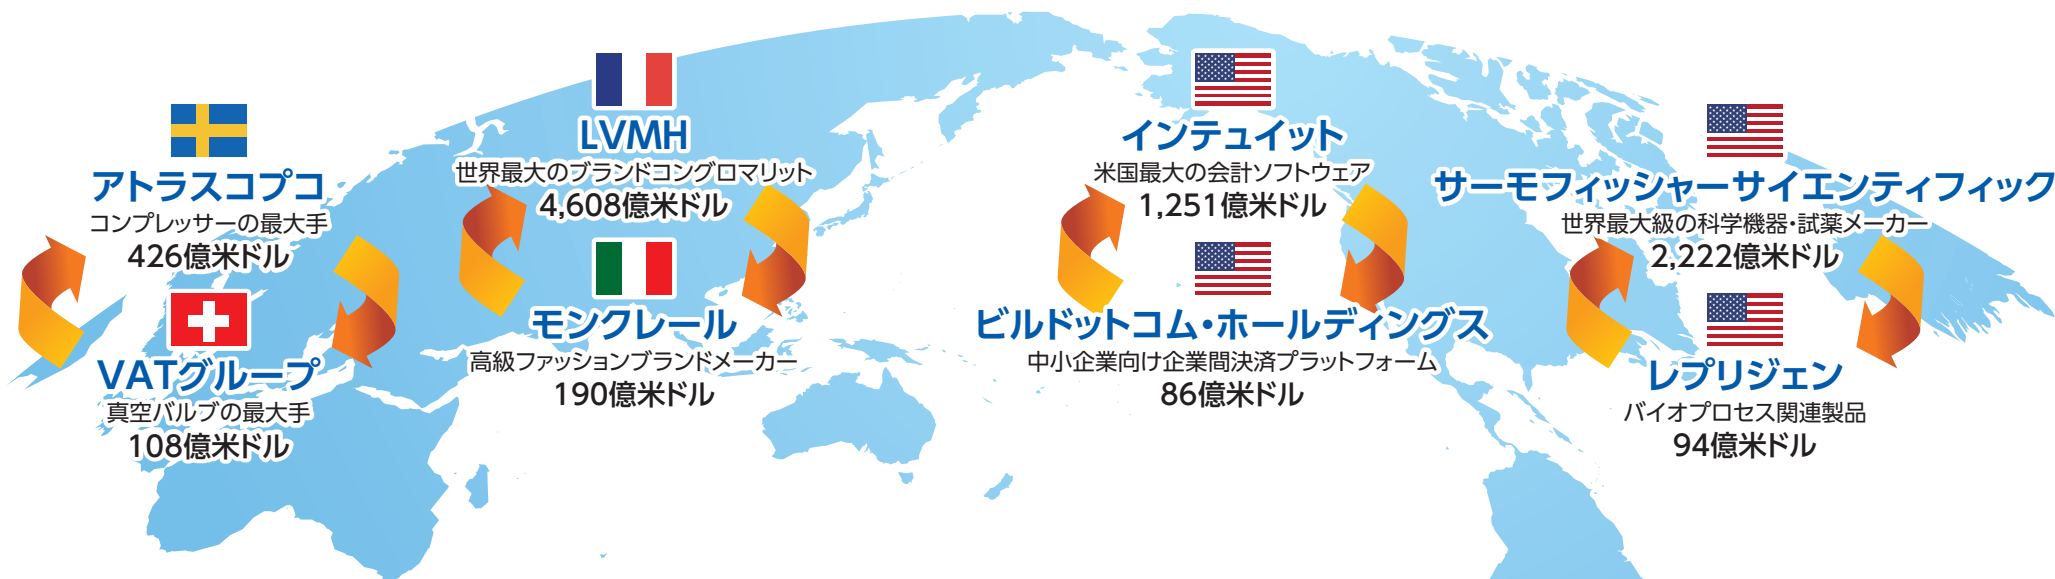 アトラスコプコ
コンプレッサーの最大手
426億米ドル
VATグループ
真空バルブの最大手
108億米ドル
LVMH
世界最大のブランドコングロマリット
4,608億米ドル
モンクレール
高級ファッションブランドメーカー
190億米ドル
インテュイット
米国最大の会計ソフトウェア
1,251億米ドル
ビルドットコム・ホールディングス
中小企業向け企業間決済プラットフォーム
86億米ドル
サーモフィッシャーサイエンティフィック
世界最大級の科学機器・試薬メーカー
2,222億米ドル
レプリジェン
バイオプロセス関連製品
94億米ドル